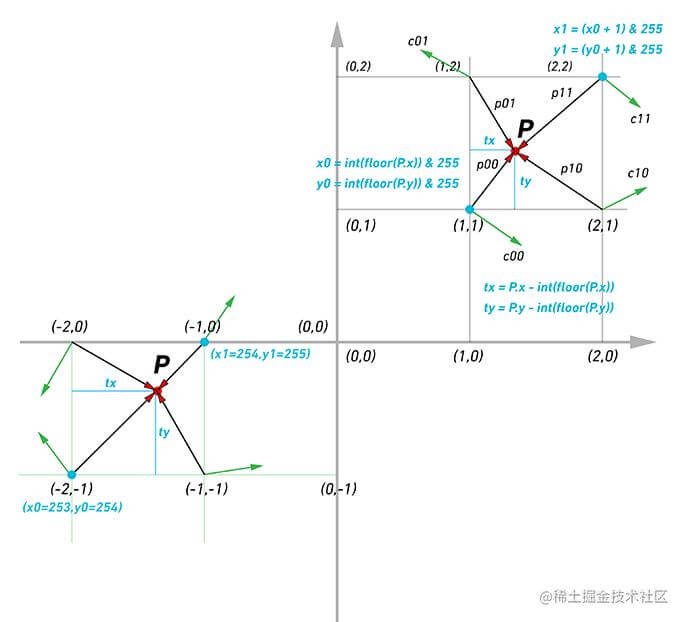 x1 = (x0 + 1) & 255
y1 = (y0 + 1) & 255
c01
(0,2)
(1,2)
(2,2)
p11
p01
P
c11
tx
x0 = int(floor(P.x)) & 255
p00
p10
c10
y0 = int(floor(P.y)) & 255
ty
(0,1)
(1,1)
(2,1)
c00
tx = P.x - int(floor(P.x))
ty = P.y - int(floor(P.y))
(-2,0)
(-1,0)
(0,0)
(x1=254,y1=255)
(0,0)
(1,0)
(2,0)
P
tx
ty
(-2,-1)
(-1,-1)
(0,-1)
(x0=253,y0=254)
@稀土掘金技术社区